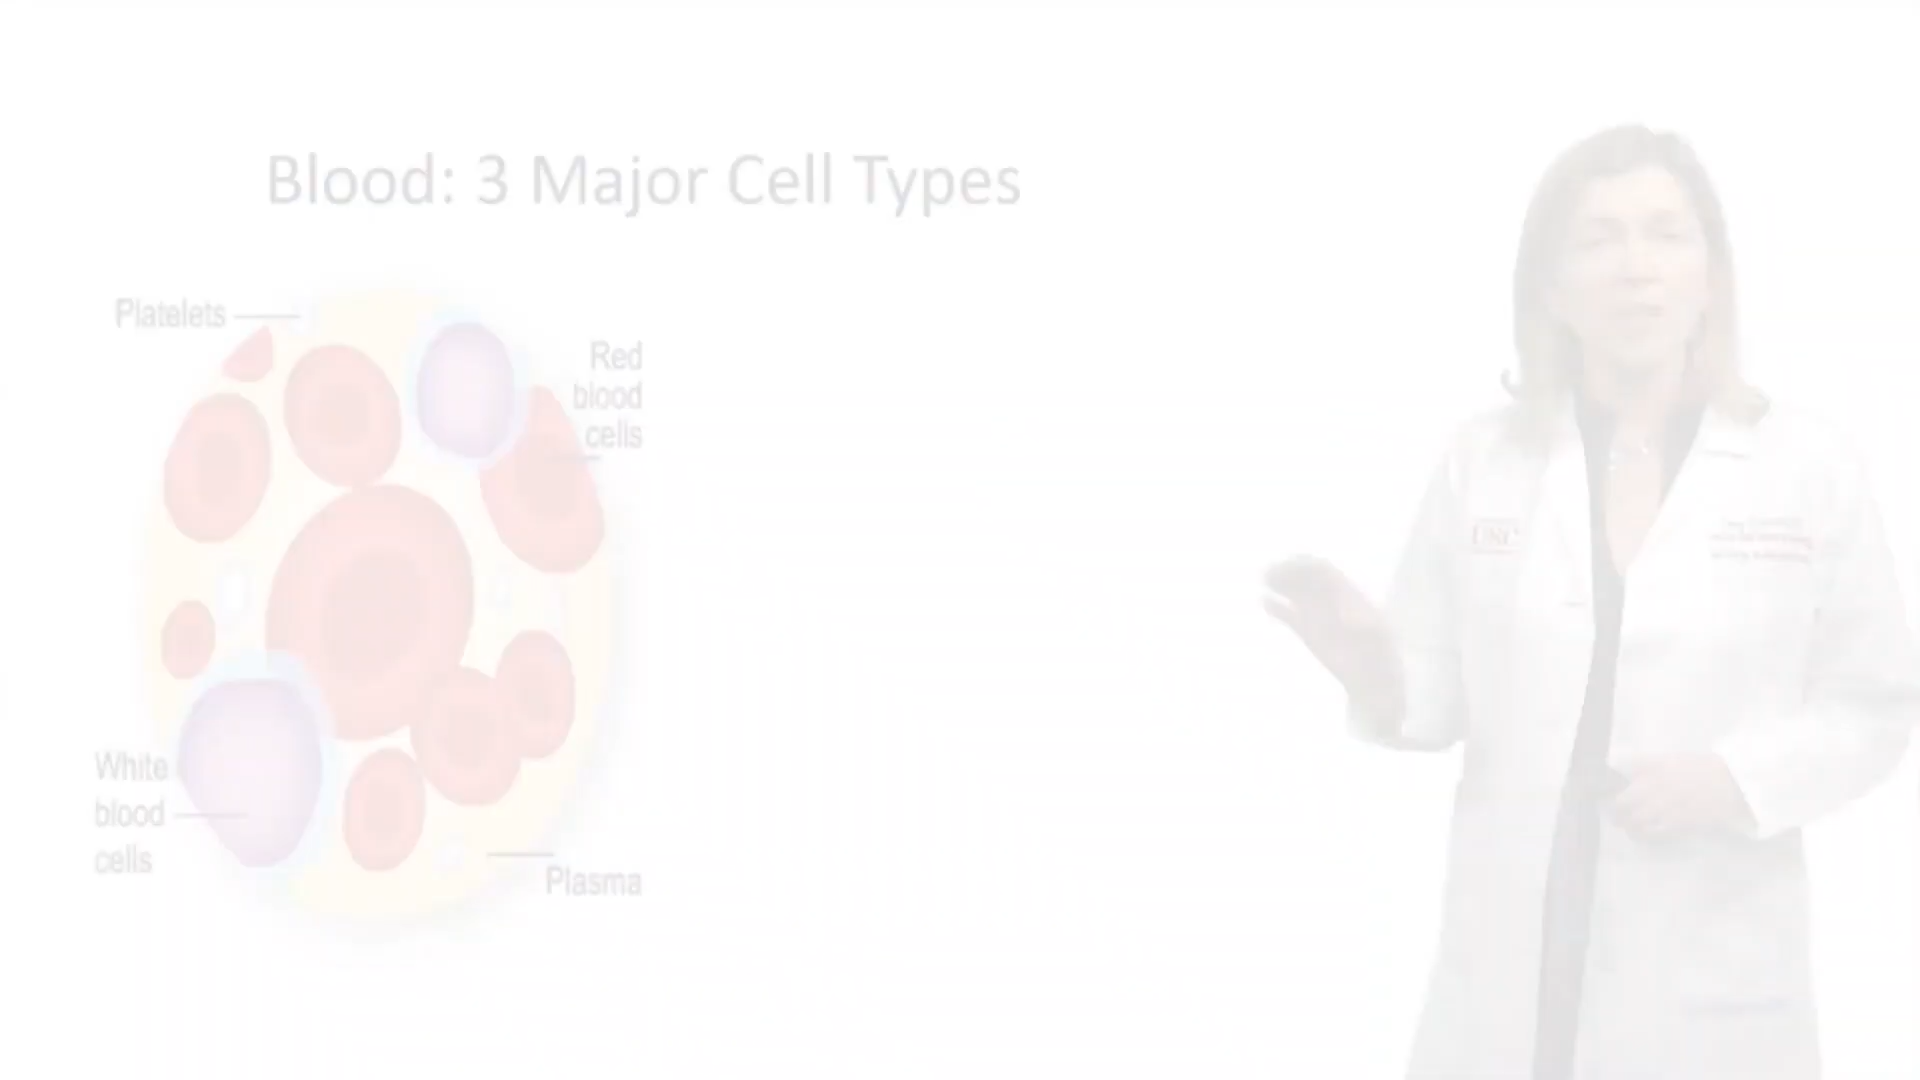 Blood: 3 Major Cell Types
Platelets
Red
blood
cells
White
blood
cells
Plasma